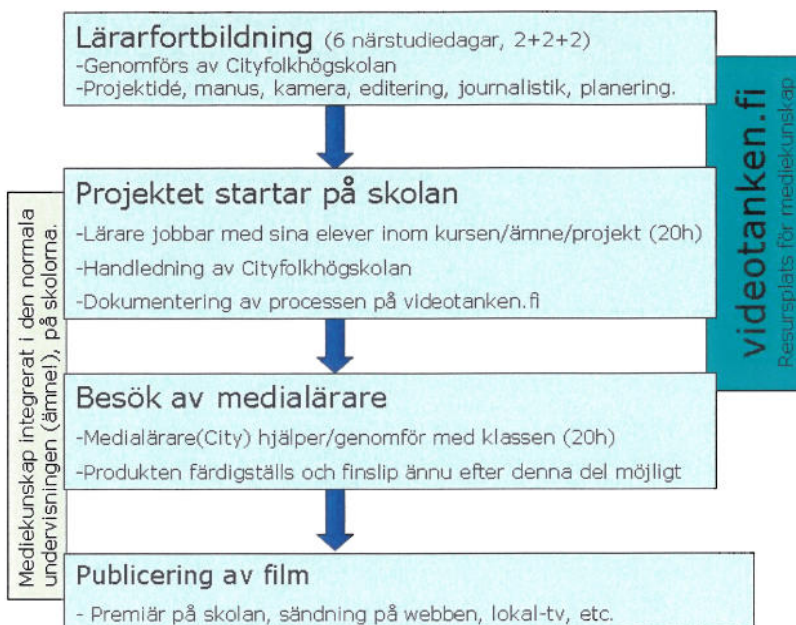 Lärarfortbildning (6 närstudiedagar, 2+2+2)
-Genomförs av Cityfolkhögskolan
-Projektidé, manus, kamera, editering, journalistik, planering.
videotanken.fi
Resursplats för mediekunskap
Projektet startar på skolan
-Lärare jobbar med sina elever inom kursen/ämne/projekt (20h)
-Handledning av Cityfolkhögskolan
-Dokumentering av processen på videotanken.fi
Mediekunskap integrerat i den normala
undervisningen (ämne!), på skolorna.
Besök av medialärare
-Medialärare(City) hjälper/genomför med klassen (20h)
-Produkten färdigställs och finslip ännu efter denna del möjligt
Publicering av film
- Premiär på skolan, sändning på webben, lokal-tv, etc.